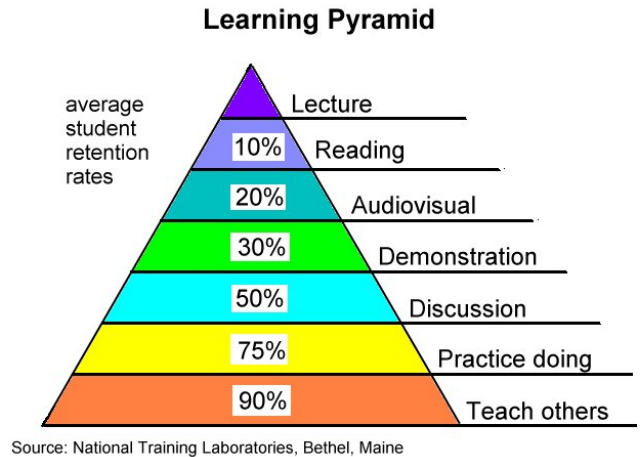 Learning Pyramid
average
student
retention
rates
Lecture
10% Reading
20% Audiovisual
30% Demonstration
50% Discussion
75% Practice doing
90% Teach others
Source: National Training Laboratories, Bethel, Maine